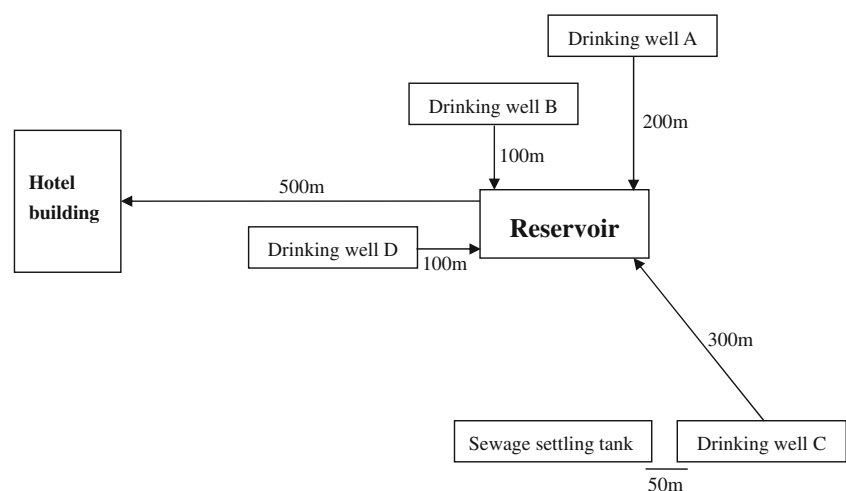 Drinking well A
Drinking well B
200m
100m
Hotel
building
500m
Reservoir
Drinking well D
100m
300m
Sewage settling tank
Drinking well C
50m